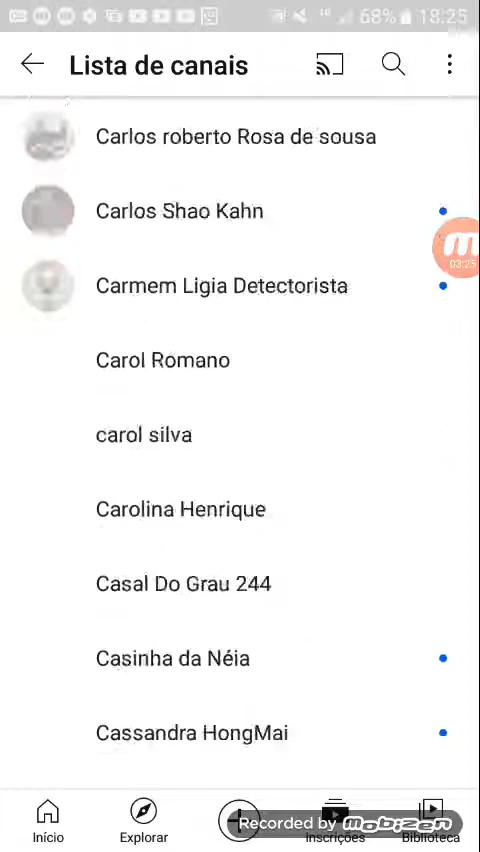 68% 18:25
Lista de canais
Carlos roberto Rosa de sousa
Carlos Shao Kahn
03:25
Carmem Ligia Detectorista
Carol Romano
carol silva
Carolina Henrique
Casal Do Grau 244
Casinha da Néia
Cassandra HongMai
Recorded by mobizen
Início Explorar Inscrições Biblioteca